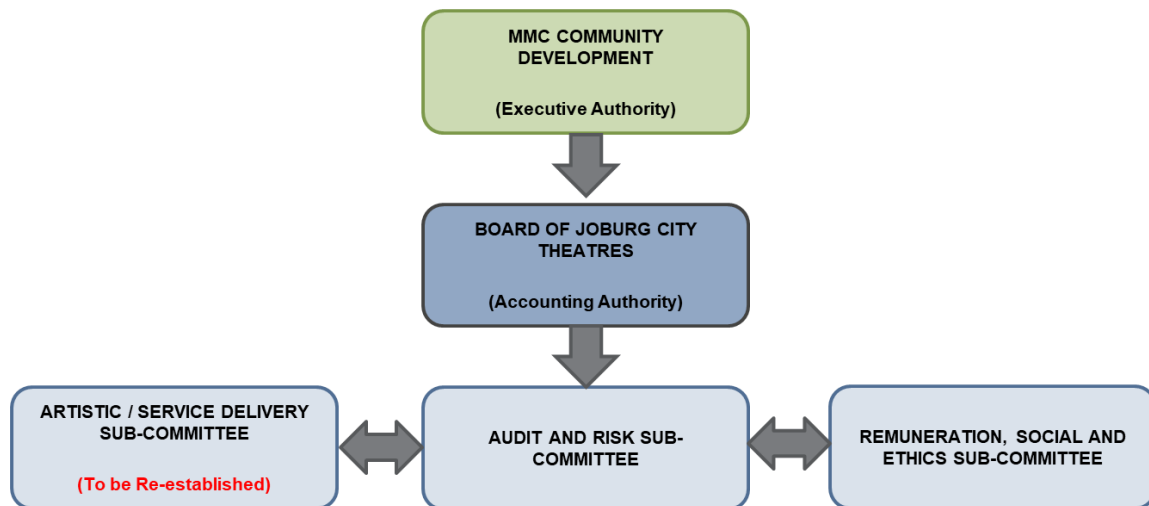 MMC COMMUNITY
DEVELOPMENT
(Executive Authority)
BOARD OF JOBURG CITY
THEATRES
(Accounting Authority)
ARTISTIC / SERVICE DELIVERY
SUB-COMMITTEE
(To be Re-established)
AUDIT AND RISK SUB-
COMMITTEE
REMUNERATION, SOCIAL AND
ETHICS SUB-COMMITTEE